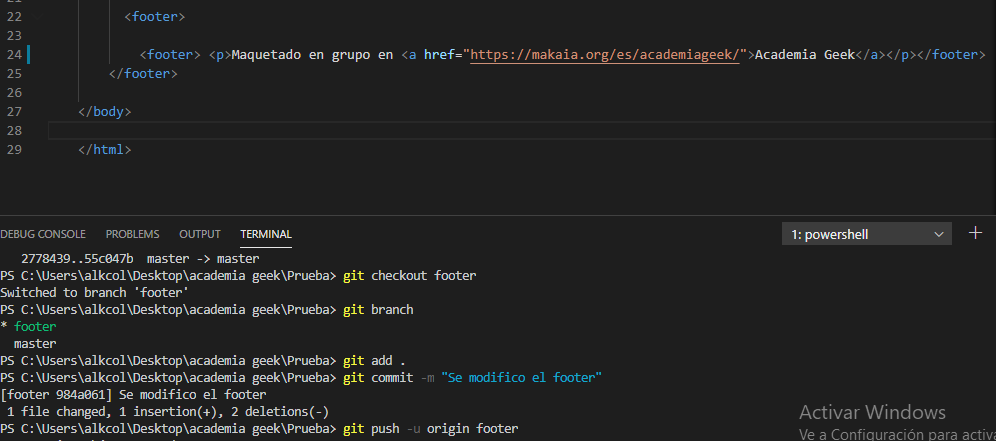 22 <footer>
24 <footer> <p>Maquetado en grupo en <a href="https://makaia.org/es/academiageek/">Academia Geek</a></p></footer>
25 </footer>
26
27 </body>
28
29 </html>
DEBUG CONSOLE PROBLEMS OUTPUT TERMINAL 1: powershell
2778439..55c047b master -> master
PS C:\Users\alkcol\Desktop\academia geek\Prueba> git checkout footer
Switched to branch 'footer'
PS C:\Users\alkcol\Desktop\academia geek\Prueba> git branch
* footer
master
PS C:\Users\alkcol\Desktop\academia geek\Prueba> git add .
PS C:\Users\alkcol\Desktop\academia geek\Prueba> git commit -m "Se modifico el footer"
[footer 984a061] Se modifico el footer
1 file changed, 1 insertion(+), 2 deletions(-)
PS C:\Users\alkcol\Desktop\academia geek\Prueba> git push -u origin footer
Activar Windows
Ve a Configuración para activa